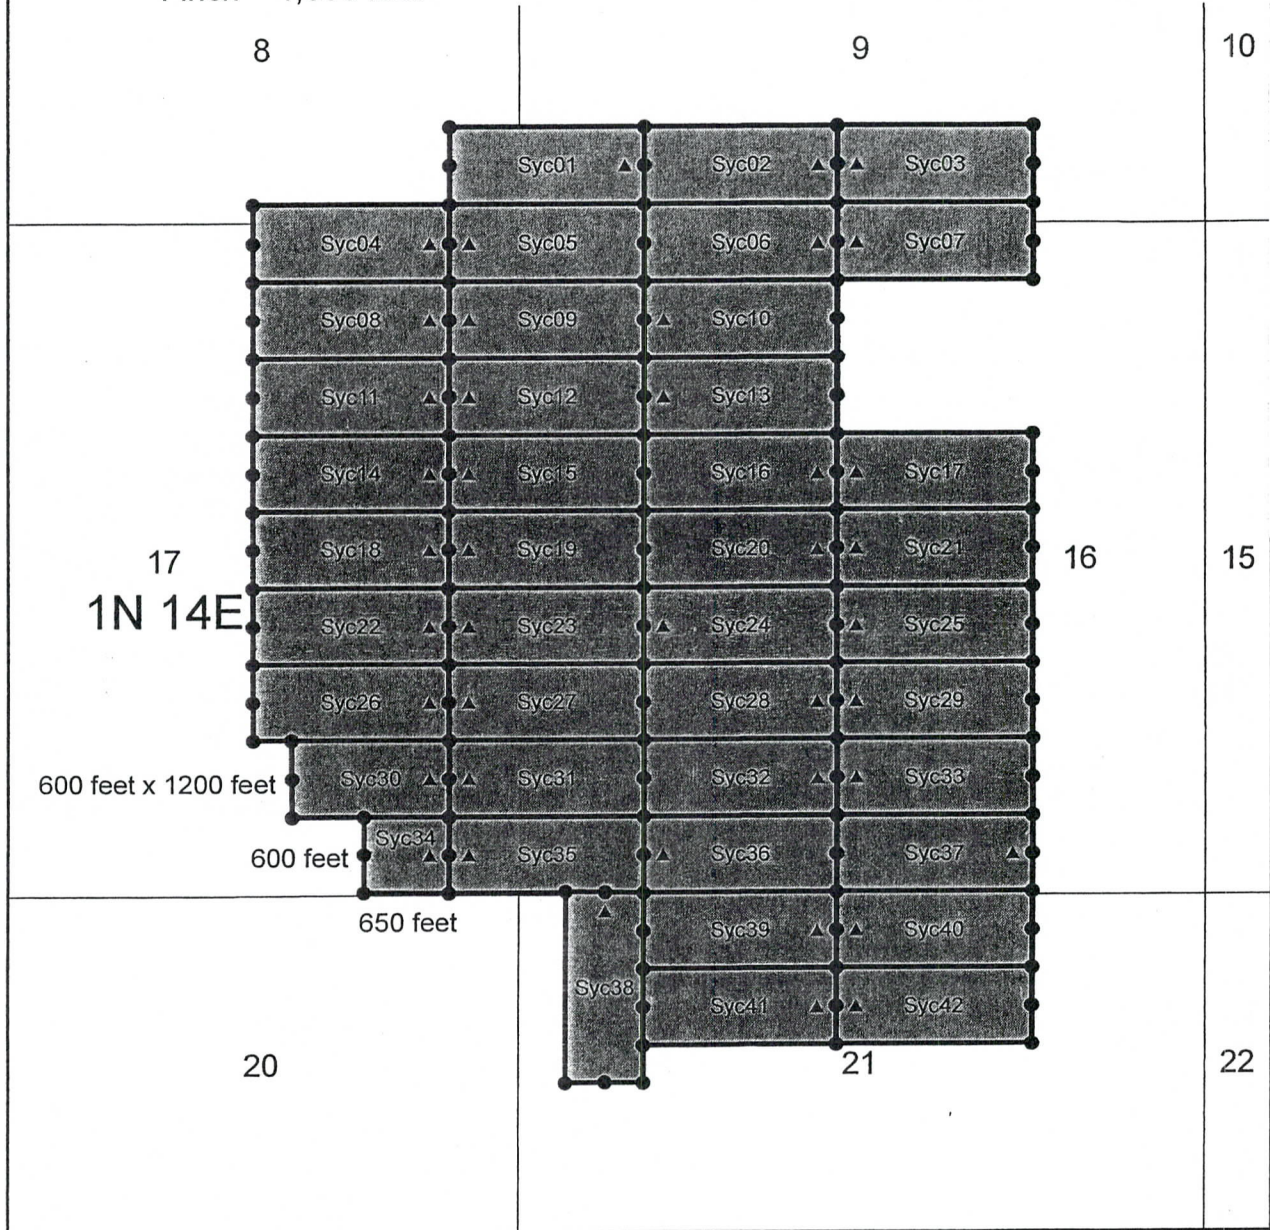 8 9 10
Syc01 Syc02 Syc03
Syc04 Syc05 Syc06 Syc07
Syc08 Syc09 Syc10
Syc11 Syc12 Syc13
Syc14 Syc15 Syc16 Syc17
Syc18 Syc19 Syc20 Syc21
17 16 15
1N 14E
Syc22 Syc23 Syc24 Syc25
Syc26 Syc27 Syc28 Syc29
600 feet x 1200 feet Syc30 Syc31 Syc32 Syc33
Syc34
600 feet Syc35 Syc36 Syc37
650 feet
Syc39 Syc40
Syc38
Syc41 Syc42
20 21 22